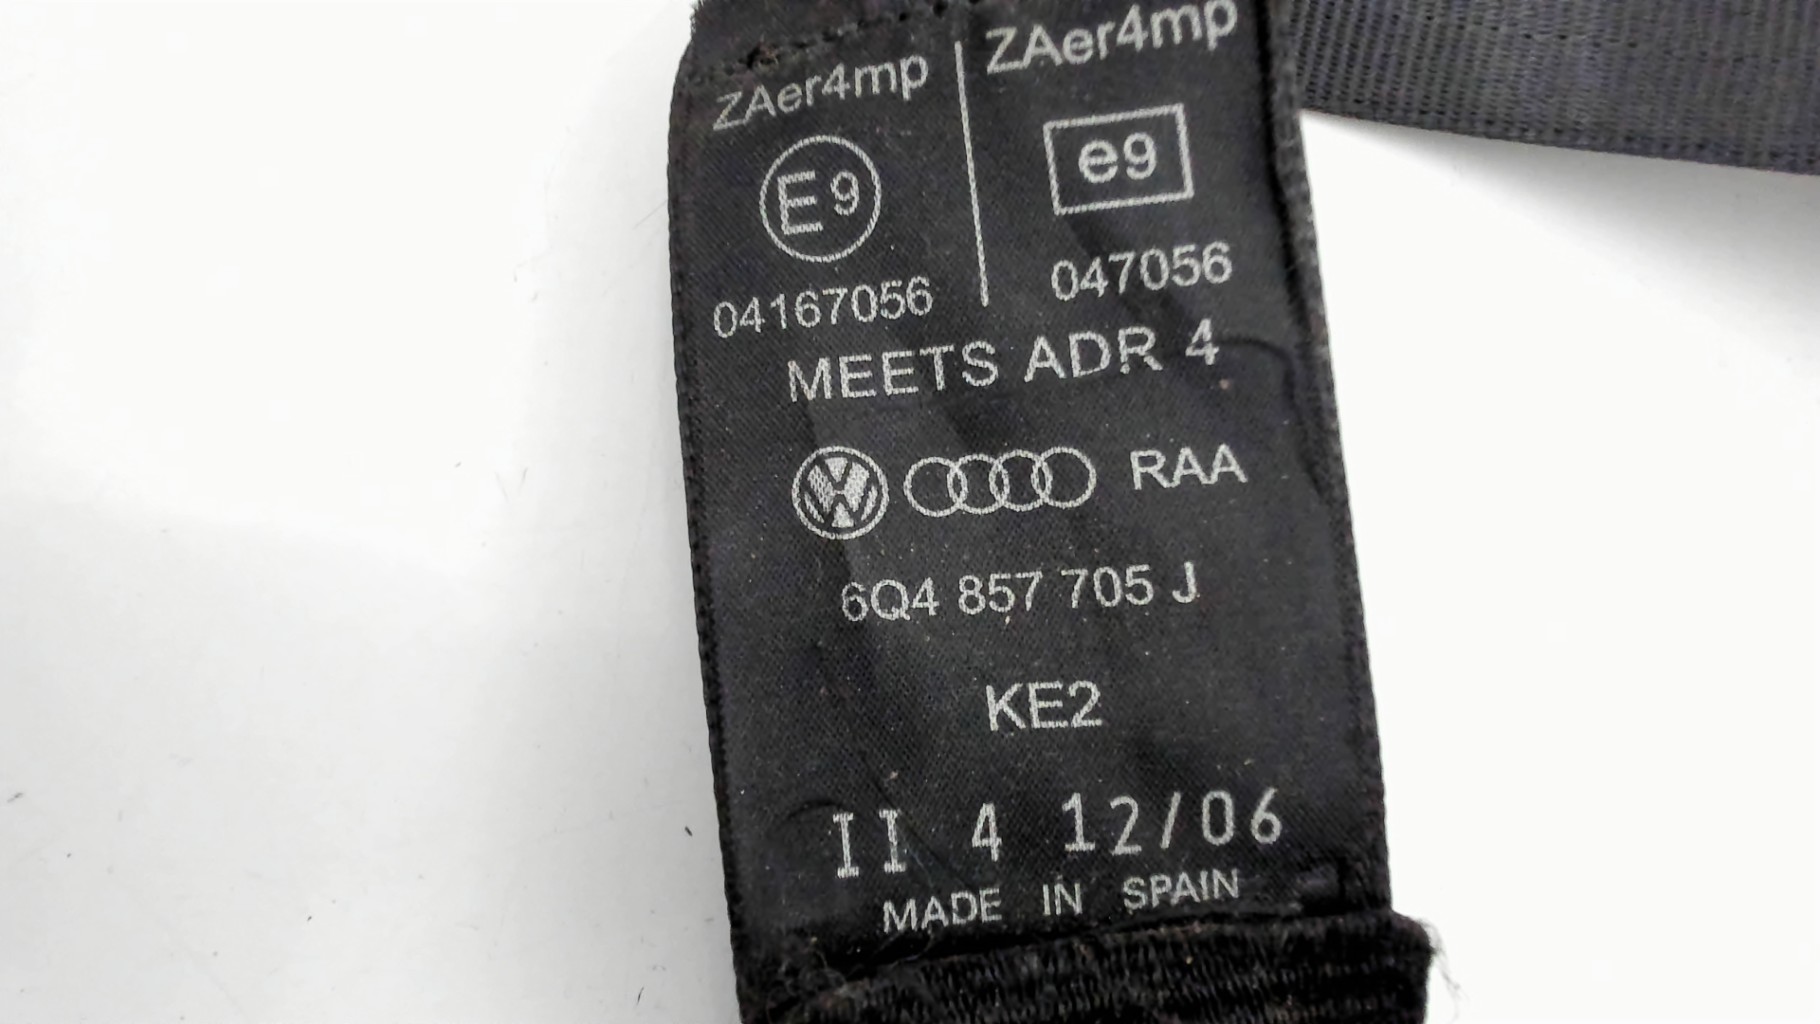 ZAer4mp ZAer4mp
E9 e9
04167056 047056
MEETS ADR 4
VW RAA
6Q4 857 705 J
KE2
II 4 12/06
MADE IN SPAIN